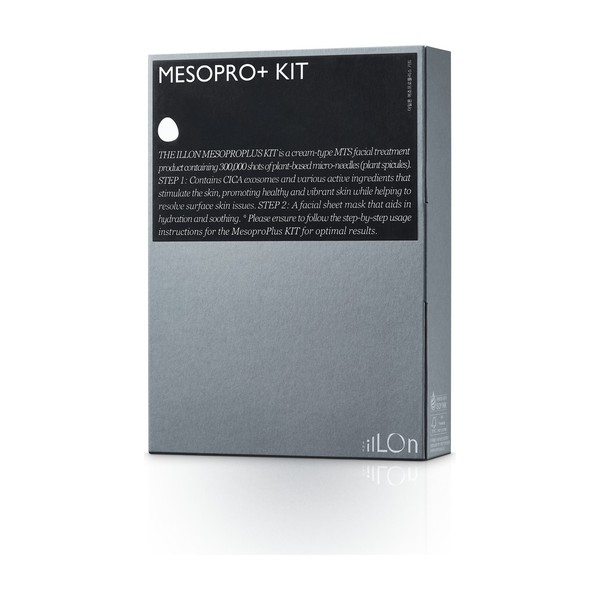 MESOPRO+ KIT
THE ILLON MESOPROPLUS KIT is a cream-type MTS facial treatment
product containing 300,000 shots of plant-based micro-needles (plant spicules).
STEP 1: Contains CICA exosomes and various active ingredients that
stimulate the skin, promoting healthy and vibrant skin while helping to
resolve surface skin issues. STEP 2: A facial sheet mask that aids in
hydration and soothing. * Please ensure to follow the step-by-step usage
instructions for the MesoproPlus KIT for optimal results.
illOn